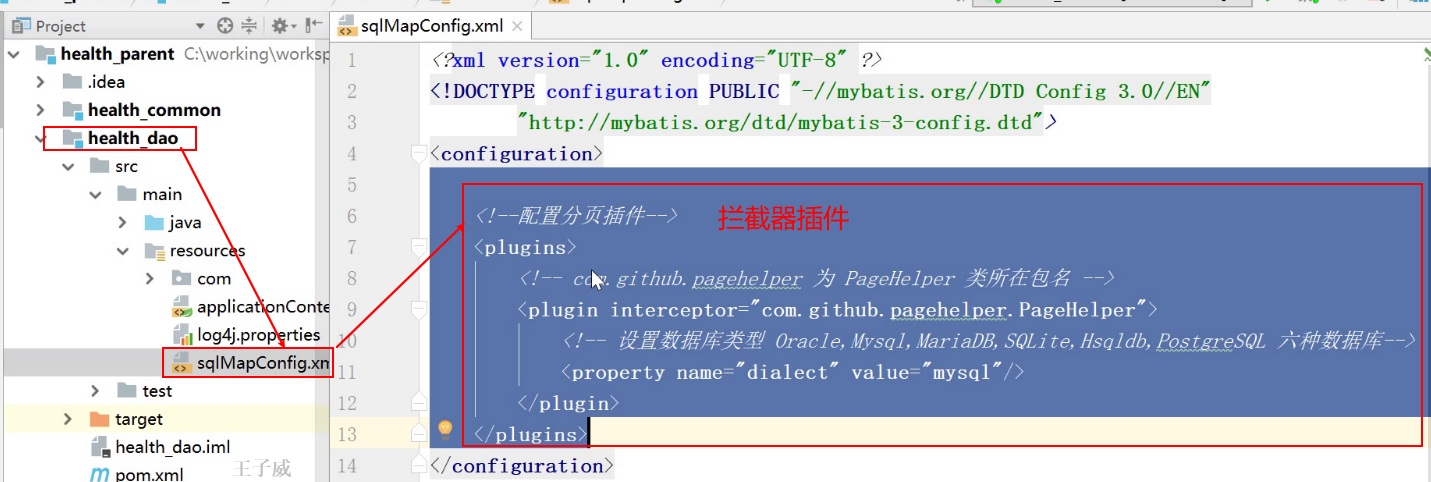 Project
health_parent C:\working\worksp
.idea
health_common
health_dao
src
main
java
resources
com
applicationConte
log4j.properties
sqlMapConfig.xm
test
target
health_dao.iml
pom.xml
王子威
sqlMapConfig.xml
1 <?xml version="1.0" encoding="UTF-8" ?>
2 <!DOCTYPE configuration PUBLIC "-//mybatis.org//DTD Config 3.0//EN"
3 "http://mybatis.org/dtd/mybatis-3-config.dtd">
4 <configuration>
5
6 <!--配置分页插件--> 拦截器插件
7 <plugins>
8 <!-- com.github.pagehelper 为 PageHelper 类所在包名 -->
9 <plugin interceptor="com.github.pagehelper.PageHelper">
10 <!-- 设置数据库类型 Oracle,Mysql,MariaDB,SQLite,Hsqldb,PostgreSQL 六种数据库-->
11 <property name="dialect" value="mysql"/>
12 </plugin>
13 </plugins>
14 </configuration>